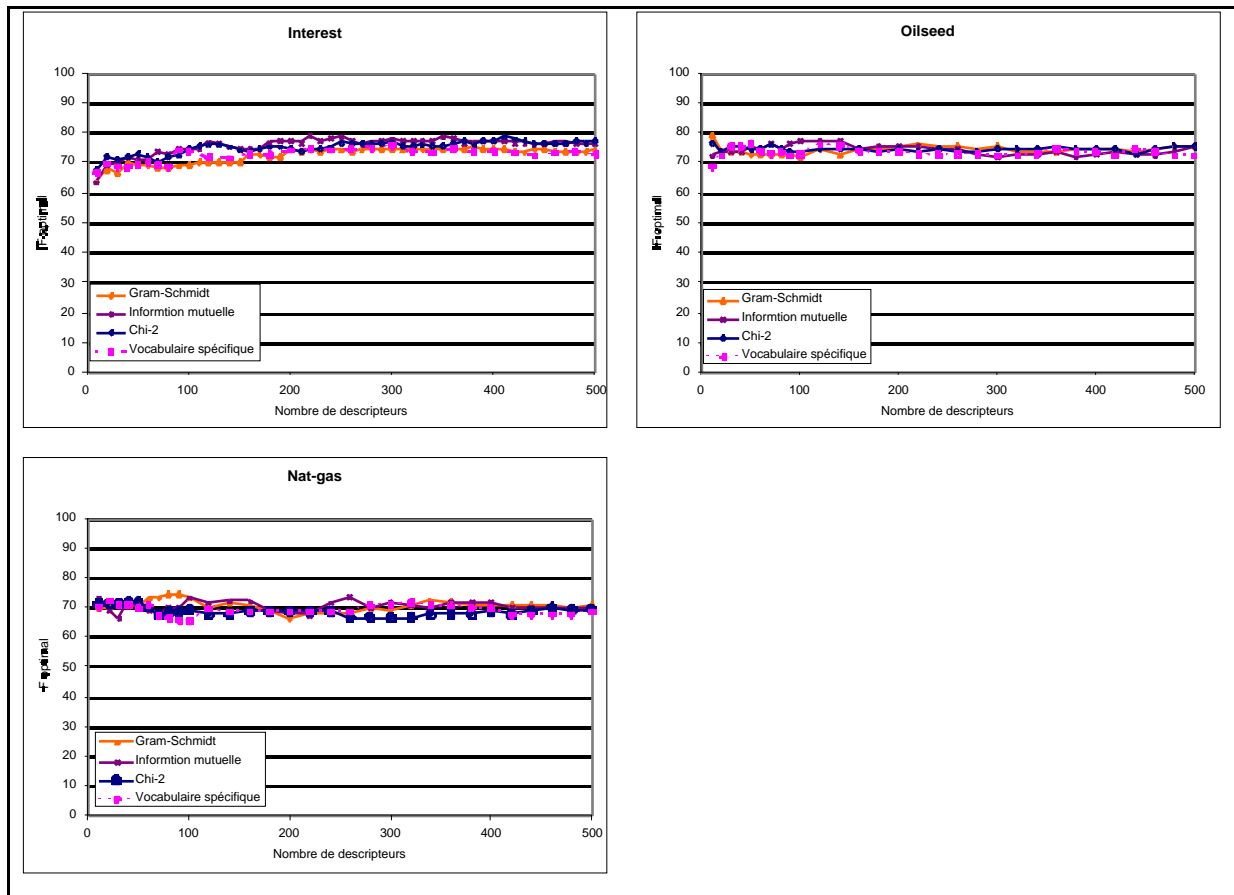 Interest
100
90
80
70
60
50
40
30
20
10
0
F optimal
Gram-Schmidt
Informtion mutuelle
Chi-2
Vocabulaire spécifique
0 100 200 300 400 500
Nombre de descripteurs
Oilseed
100
90
80
70
60
50
40
30
20
10
0
F optimal
Gram-Schmidt
Informtion mutuelle
Chi-2
Vocabulaire spécifique
0 100 200 300 400 500
Nombre de descripteurs
Nat-gas
100
90
80
70
60
50
40
30
20
10
0
F optimal
Gram-Schmidt
Informtion mutuelle
Chi-2
Vocabulaire spécifique
0 100 200 300 400 500
Nombre de descripteurs